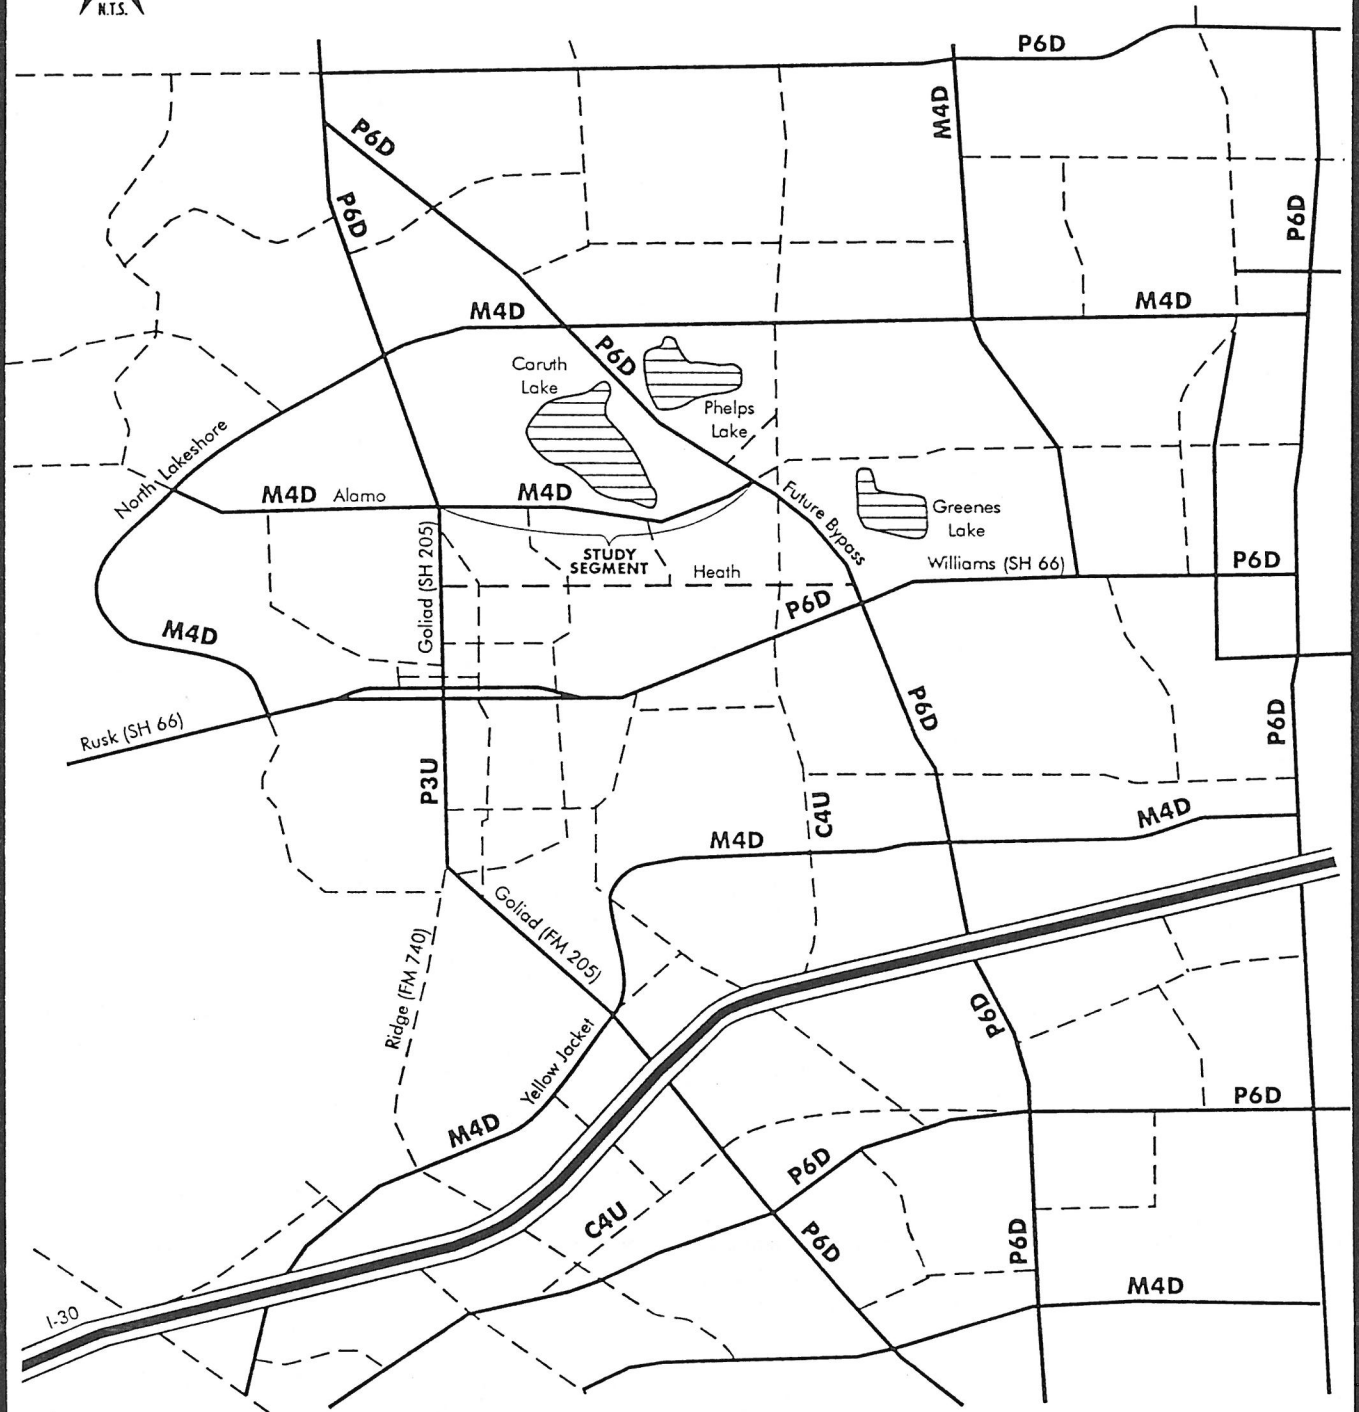 N.T.S.
P6D
P6D
M4D
P6D
P6D
M4D
M4D
P6D
Caruth
Lake
Phelps
Lake
North Lakeshore
M4D
Alamo
M4D
Future Bypass
Greenes
Lake
STUDY
SEGMENT
Goliad (SH 205)
Heath
Williams (SH 66)
P6D
P6D
M4D
Rusk (SH 66)
P6D
P6D
P3U
C4U
M4D
M4D
Goliad (FM 205)
Ridge (FM 740)
P6D
Yellow Jacket
M4D
P6D
P6D
C4U
P6D
P6D
M4D
I-30